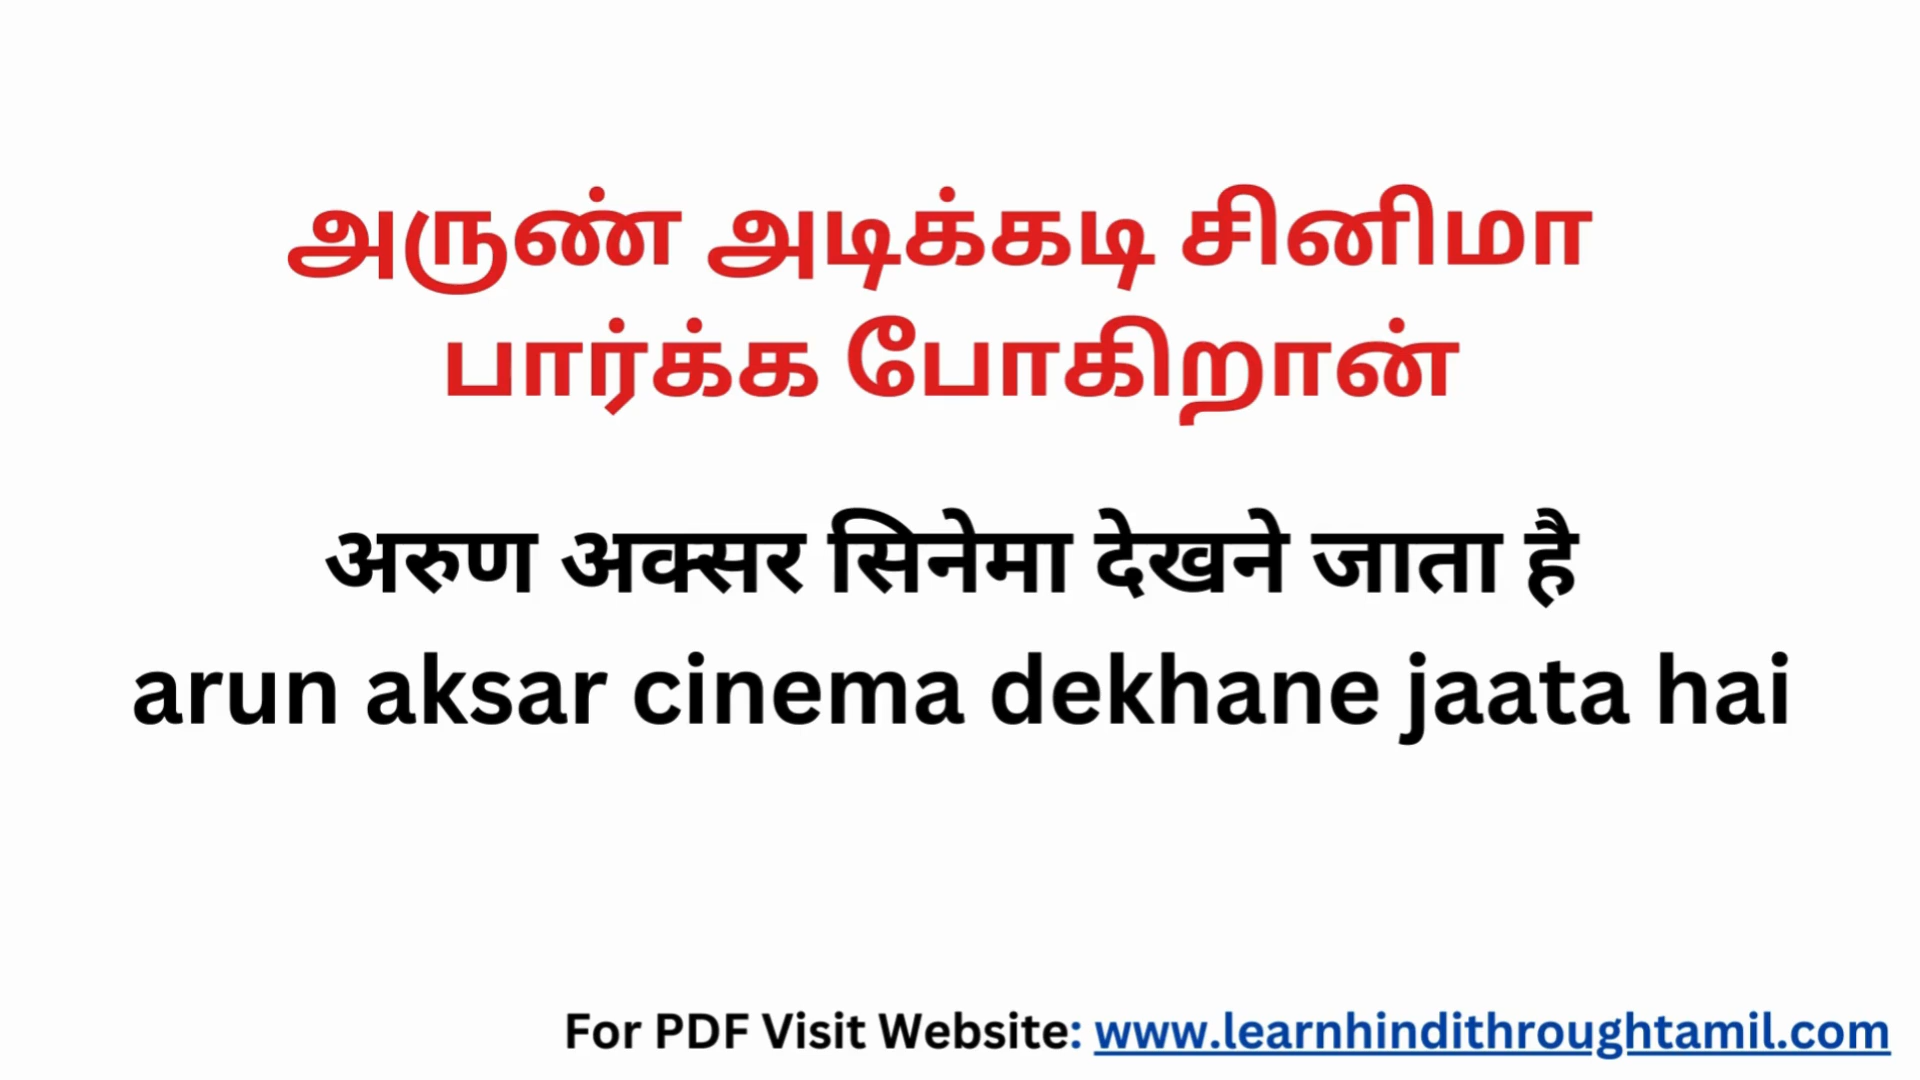 அருண் அடிக்கடி சினிமா
பார்க்க போகிறான்
अरुण अक्सर सिनेमा देखने जाता है
arun aksar cinema dekhane jaata hai
For PDF Visit Website: www.learnhindithroughtamil.com